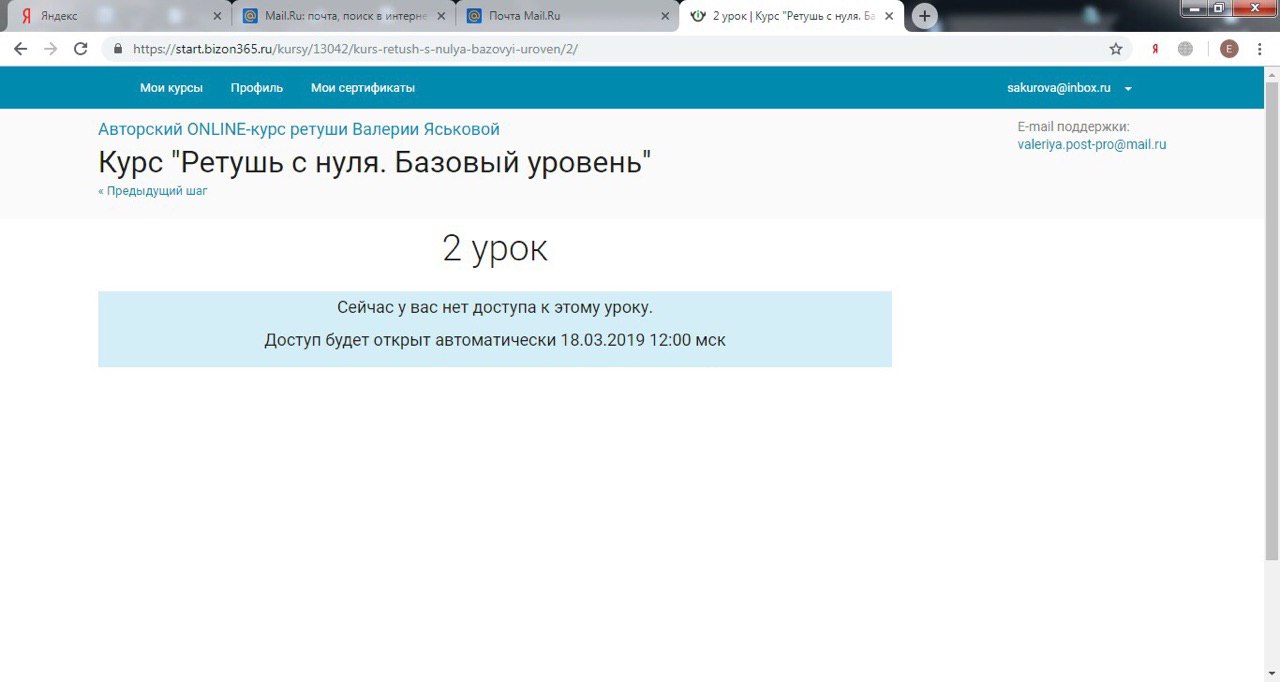 Яндекс
Mail.Ru: почта, поиск в интерне
Почта Mail.Ru
2 урок | Курс "Ретушь с нуля. Ба
https://start.bizon365.ru/kursy/13042/kurs-retush-s-nulya-bazovyi-uroven/2/
Я
E
Мои курсы
Профиль
Мои сертификаты
sakurova@inbox.ru
Авторский ONLINE-курс ретуши Валерии Яськовой
Курс "Ретушь с нуля. Базовый уровень"
« Предыдущий шаг
E-mail поддержки:
valeriya.post-pro@mail.ru
2 урок
Сейчас у вас нет доступа к этому уроку.
Доступ будет открыт автоматически 18.03.2019 12:00 мск